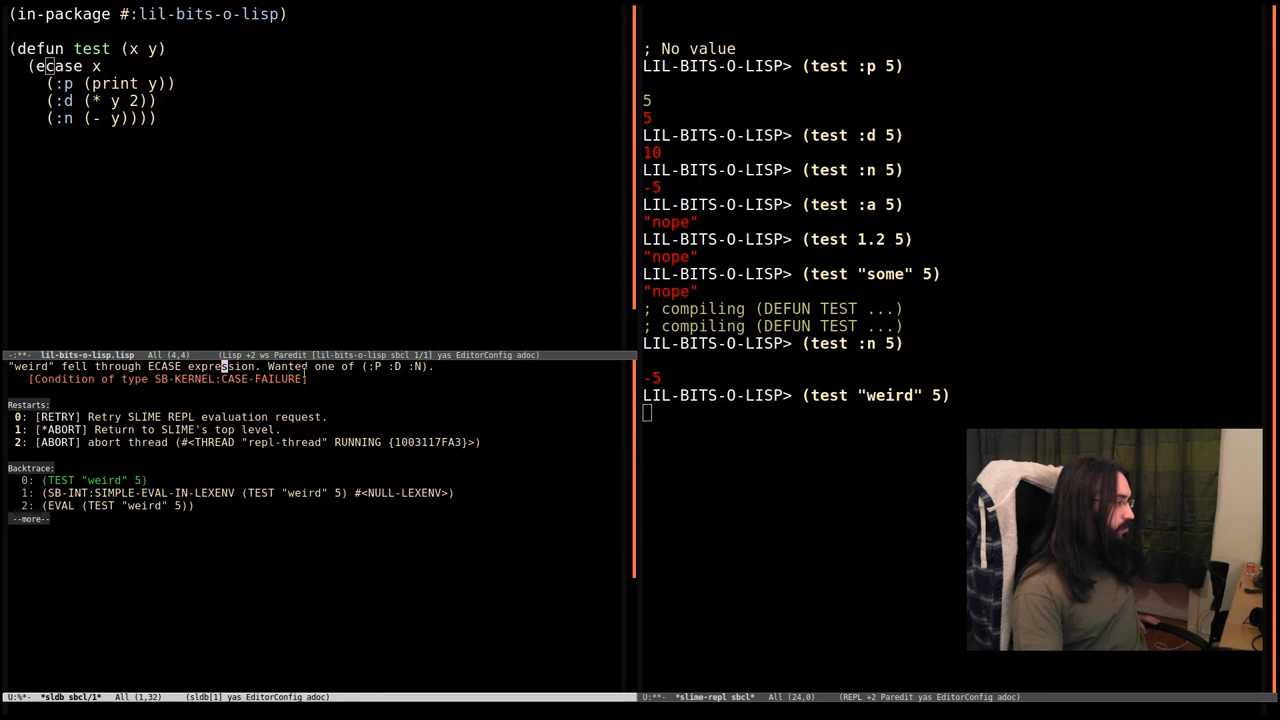 (in-package #:lil-bits-o-lisp)
(defun test (x y)
(ecase x
(:p (print y))
(:d (* y 2))
(:n (- y))))
-:**-  lil-bits-o-lisp.lisp   All (4,4)     (Lisp +2 ws Paredit [lil-bits-o-lisp sbcl 1/1] yas EditorConfig adoc)
"weird" fell through ECASE expression. Wanted one of (:P :D :N).
[Condition of type SB-KERNEL:CASE-FAILURE]
Restarts:
0: [RETRY] Retry SLIME REPL evaluation request.
1: [*ABORT] Return to SLIME's top level.
2: [ABORT] abort thread (#<THREAD "repl-thread" RUNNING {1003117FA3}>)
Backtrace:
0: (TEST "weird" 5)
1: (SB-INT:SIMPLE-EVAL-IN-LEXENV (TEST "weird" 5) #<NULL-LEXENV>)
2: (EVAL (TEST "weird" 5))
--more--
U:%*-  *sldb sbcl/1*   All (1,32)     (sldb[1] yas EditorConfig adoc)
; No value
LIL-BITS-O-LISP> (test :p 5)
5
5
LIL-BITS-O-LISP> (test :d 5)
10
LIL-BITS-O-LISP> (test :n 5)
-5
LIL-BITS-O-LISP> (test :a 5)
"nope"
LIL-BITS-O-LISP> (test 1.2 5)
"nope"
LIL-BITS-O-LISP> (test "some" 5)
"nope"
; compiling (DEFUN TEST ...)
; compiling (DEFUN TEST ...)
LIL-BITS-O-LISP> (test :n 5)
-5
LIL-BITS-O-LISP> (test "weird" 5)
U:**-  *slime-repl sbcl*   All (24,0)     (REPL +2 Paredit yas EditorConfig adoc)